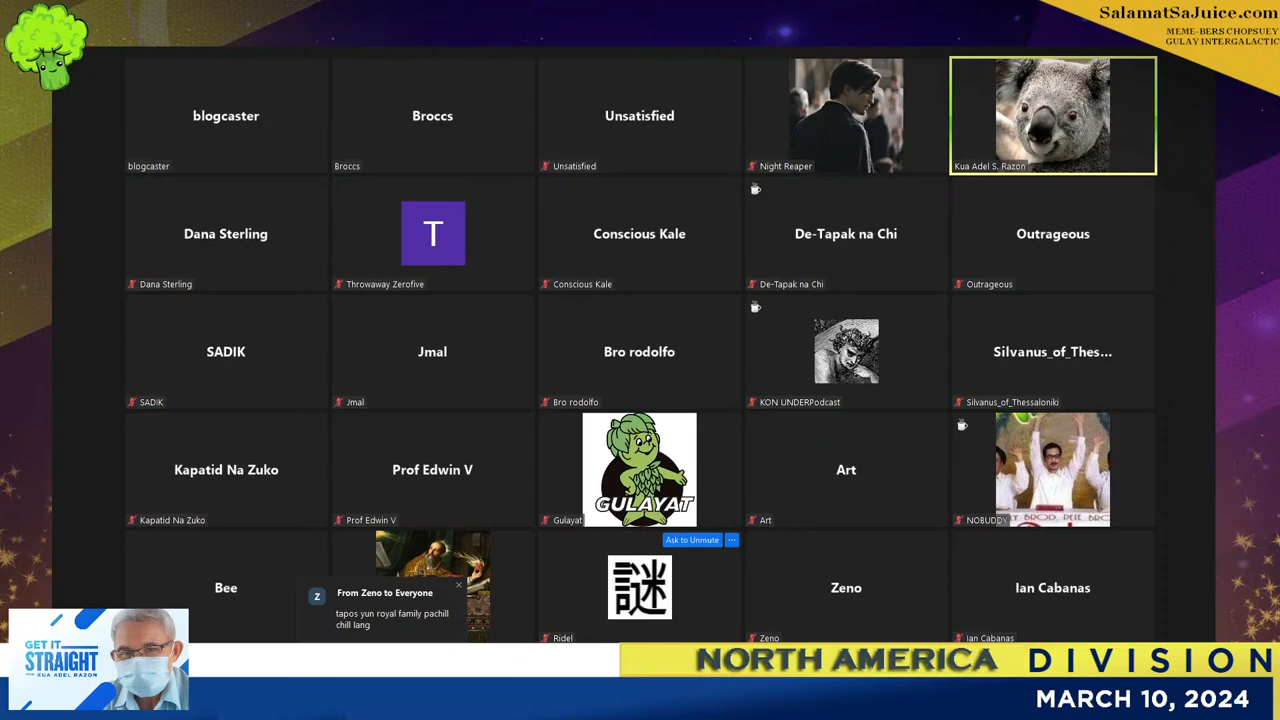 SalamatSaJuice.com
MEME-BERS CHOPSUEY
GULAY INTERGALACTIC
blogcaster
blogcaster
Broccs
Broccs
Unsatisfied
Unsatisfied
Night Reaper
Kua Adel S. Razon
Dana Sterling
Dana Sterling
T
Throwaway Zerofive
Conscious Kale
Conscious Kale
De-Tapak na Chi
De-Tapak na Chi
Outrageous
Outrageous
SADIK
SADIK
Jmal
Jmal
Bro rodolfo
Bro rodolfo
KON UNDERPodcast
Silvanus_of_Thes...
Silvanus_of_Thessaloniki
Kapatid Na Zuko
Kapatid Na Zuko
Prof Edwin V
Prof Edwin V
GULAYAT
Gulayat
Art
Art
LY BROD, PETE BRO
NOBUDDY
Bee
Z
From Zeno to Everyone
tapos yun royal family pachill
chill lang
Ask to Unmute
謎
Ridel
Zeno
Zeno
Ian Cabanas
Ian Cabanas
GET IT
STRAIGHT
KUA ADEL RAZON
NORTH AMERICA DIVISION
MARCH 10, 2024